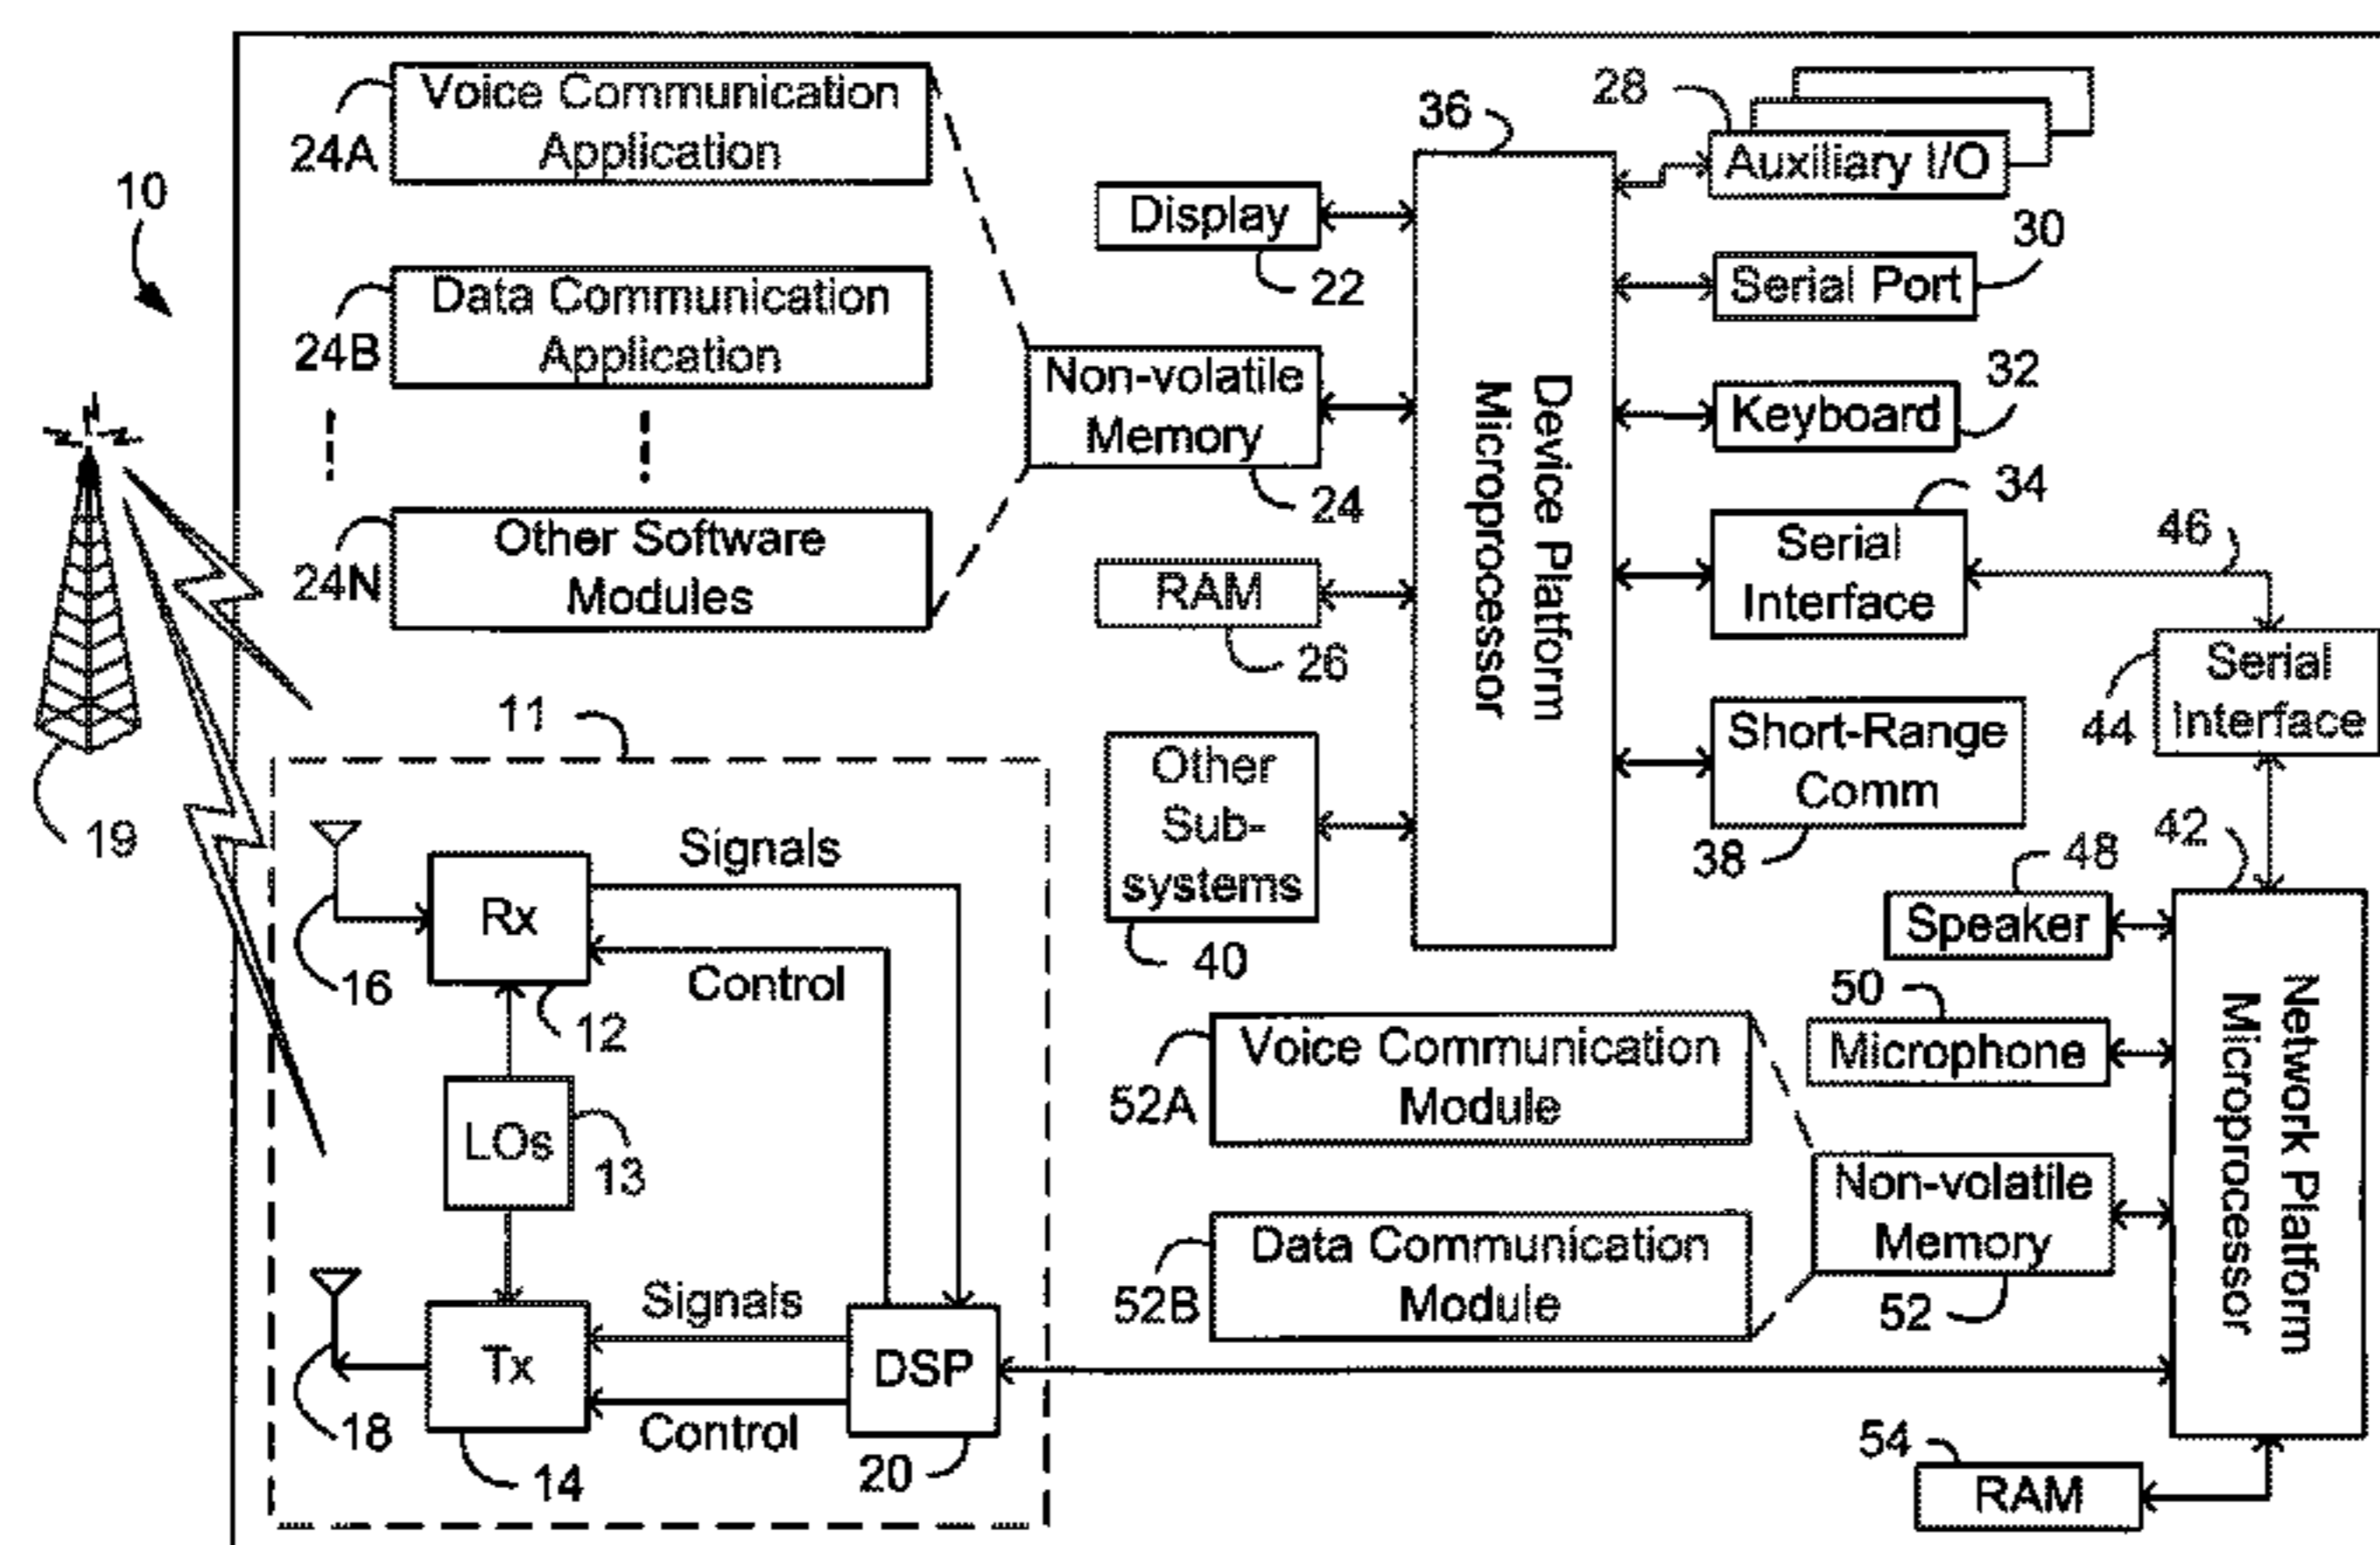 Voice Communication
Application
24A
10
Data Communication
Application
24B
Other Software
Modules
24N
Non-volatile
Memory
24
Display
22
RAM
26
Other
Sub-
systems
40
36
Device Platform
Microprocessor
28
Auxiliary I/O
30
Serial Port
32
Keyboard
34
Serial
Interface
46
Serial
Interface
44
Short-Range
Comm
38
42
48
Speaker
50
Microphone
Network Platform
Microprocessor
Voice Communication
Module
52A
Data Communication
Module
52B
Non-volatile
Memory
52
54
RAM
19
11
16
Rx
12
Signals
Control
LOs
13
Signals
Tx
Control
18
14
DSP
20